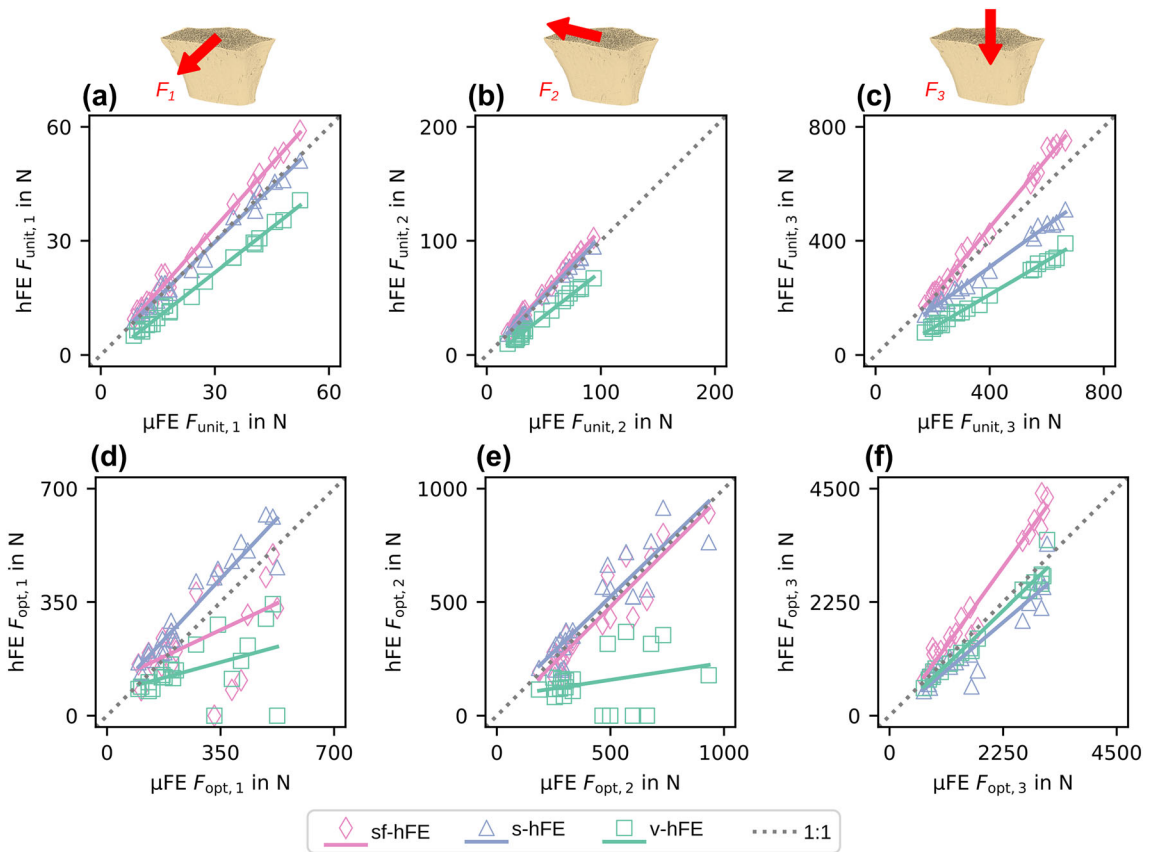 F1 F2 F3
(a) (b) (c)
60 200 800
hFE Funit, 1 in N hFE Funit, 2 in N hFE Funit, 3 in N
30 100 400
0 0 0
0 30 60 0 100 200 0 400 800
μFE Funit, 1 in N μFE Funit, 2 in N μFE Funit, 3 in N
(d) (e) (f)
700 1000 4500
hFE Fopt, 1 in N hFE Fopt, 2 in N hFE Fopt, 3 in N
350 500 2250
0 0 0
0 350 700 0 500 1000 0 2250 4500
μFE Fopt, 1 in N μFE Fopt, 2 in N μFE Fopt, 3 in N
sf-hFE s-hFE v-hFE 1:1